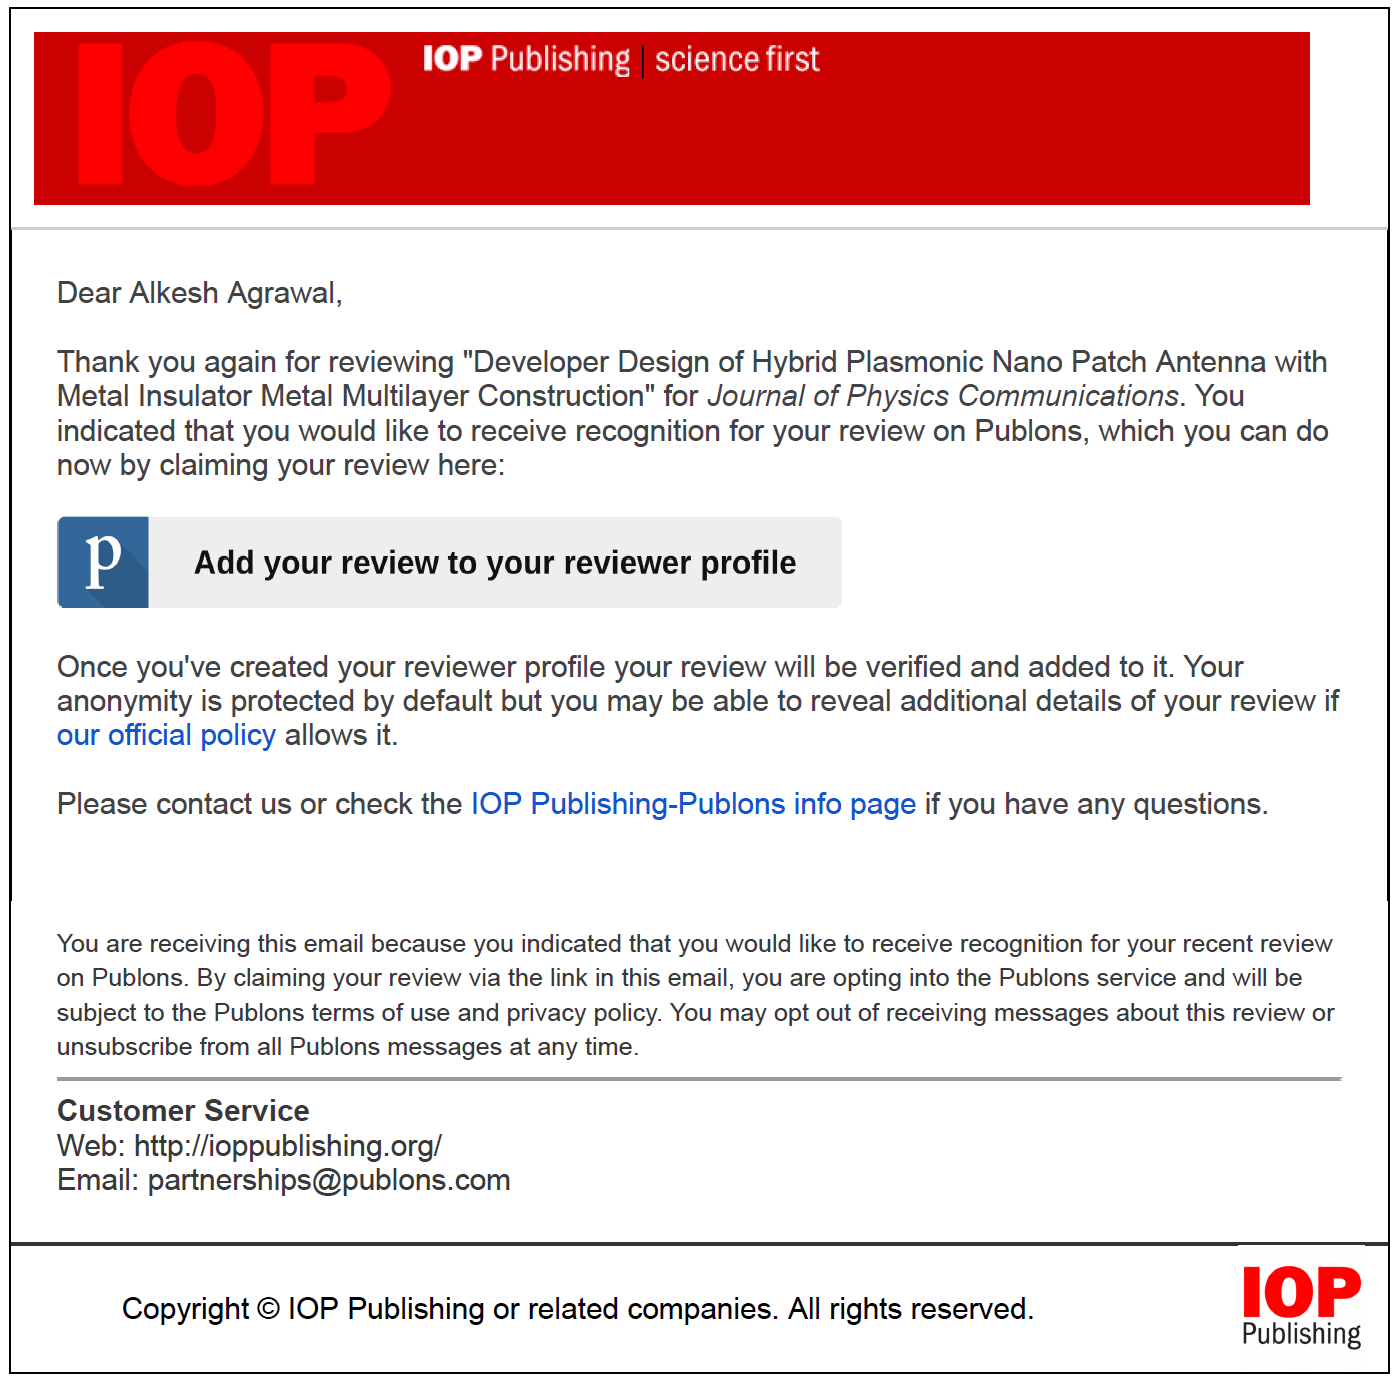 IOP
IOP Publishing | science first
Dear Alkesh Agrawal,
Thank you again for reviewing "Developer Design of Hybrid Plasmonic Nano Patch Antenna with
Metal Insulator Metal Multilayer Construction" for Journal of Physics Communications. You
indicated that you would like to receive recognition for your review on Publons, which you can do
now by claiming your review here:
p
Add your review to your reviewer profile
Once you've created your reviewer profile your review will be verified and added to it. Your
anonymity is protected by default but you may be able to reveal additional details of your review if
our official policy allows it.
Please contact us or check the IOP Publishing-Publons info page if you have any questions.
You are receiving this email because you indicated that you would like to receive recognition for your recent review
on Publons. By claiming your review via the link in this email, you are opting into the Publons service and will be
subject to the Publons terms of use and privacy policy. You may opt out of receiving messages about this review or
unsubscribe from all Publons messages at any time.
Customer Service
Web: http://ioppublishing.org/
Email: partnerships@publons.com
Copyright © IOP Publishing or related companies. All rights reserved.
IOP
Publishing